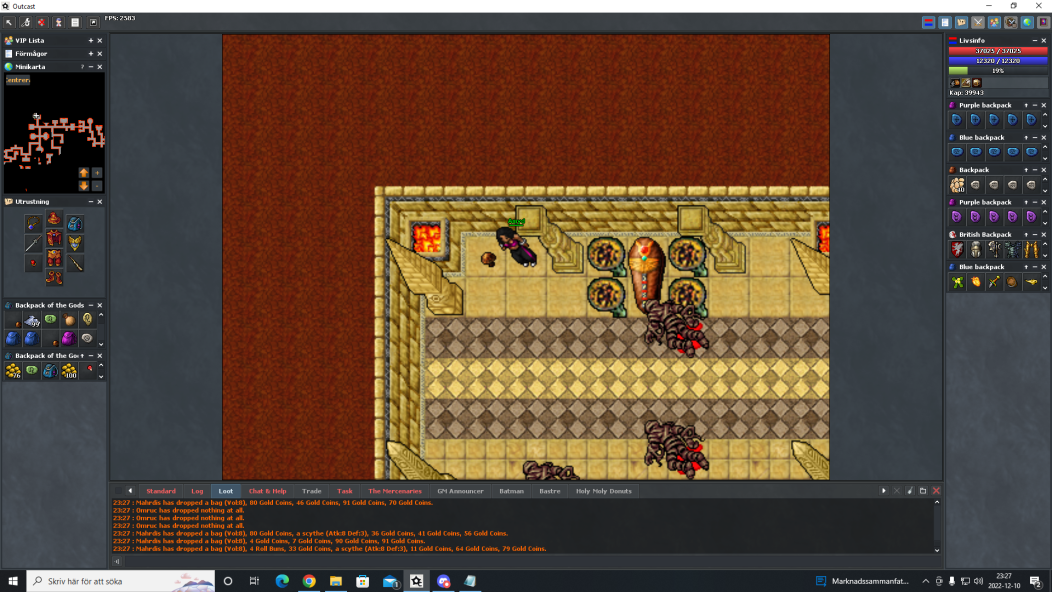 Outcast
FPS: 2583
VIP Lista
Förmågor
Minikarta
Utrustning
Backpack of the Gods
99
Backpack of the Go
76
100
Livsinfo
37025 / 37025
12320 / 12320
19%
Kap: 39943
Purple backpack
Blue backpack
Backpack
10
Purple backpack
British Backpack
Blue backpack
Standard
Log
Loot
Chat & Help
Trade
Task
The Mercenaries
GM Announcer
Batman
Bastre
Holy Moly Donuts
23:27 : Mahrdis has dropped a bag (Vol:8), 80 Gold Coins, 46 Gold Coins, 91 Gold Coins, 70 Gold Coins.
23:27 : Omruc has dropped nothing at all.
23:27 : Omruc has dropped nothing at all.
23:27 : Omruc has dropped nothing at all.
23:27 : Mahrdis has dropped a bag (Vol:8), 80 Gold Coins, a scythe (Atk:8 Def:3), 36 Gold Coins, 41 Gold Coins, 56 Gold Coins.
23:27 : Mahrdis has dropped a bag (Vol:8), 4 Gold Coins, 7 Gold Coins, 90 Gold Coins, 91 Gold Coins.
23:27 : Mahrdis has dropped a bag (Vol:8), 4 Roll Buns, 33 Gold Coins, a scythe (Atk:8 Def:3), 11 Gold Coins, 64 Gold Coins, 79 Gold Coins.
Skriv här för att söka
Marknadssammanfat...
23:27
2022-12-10
2